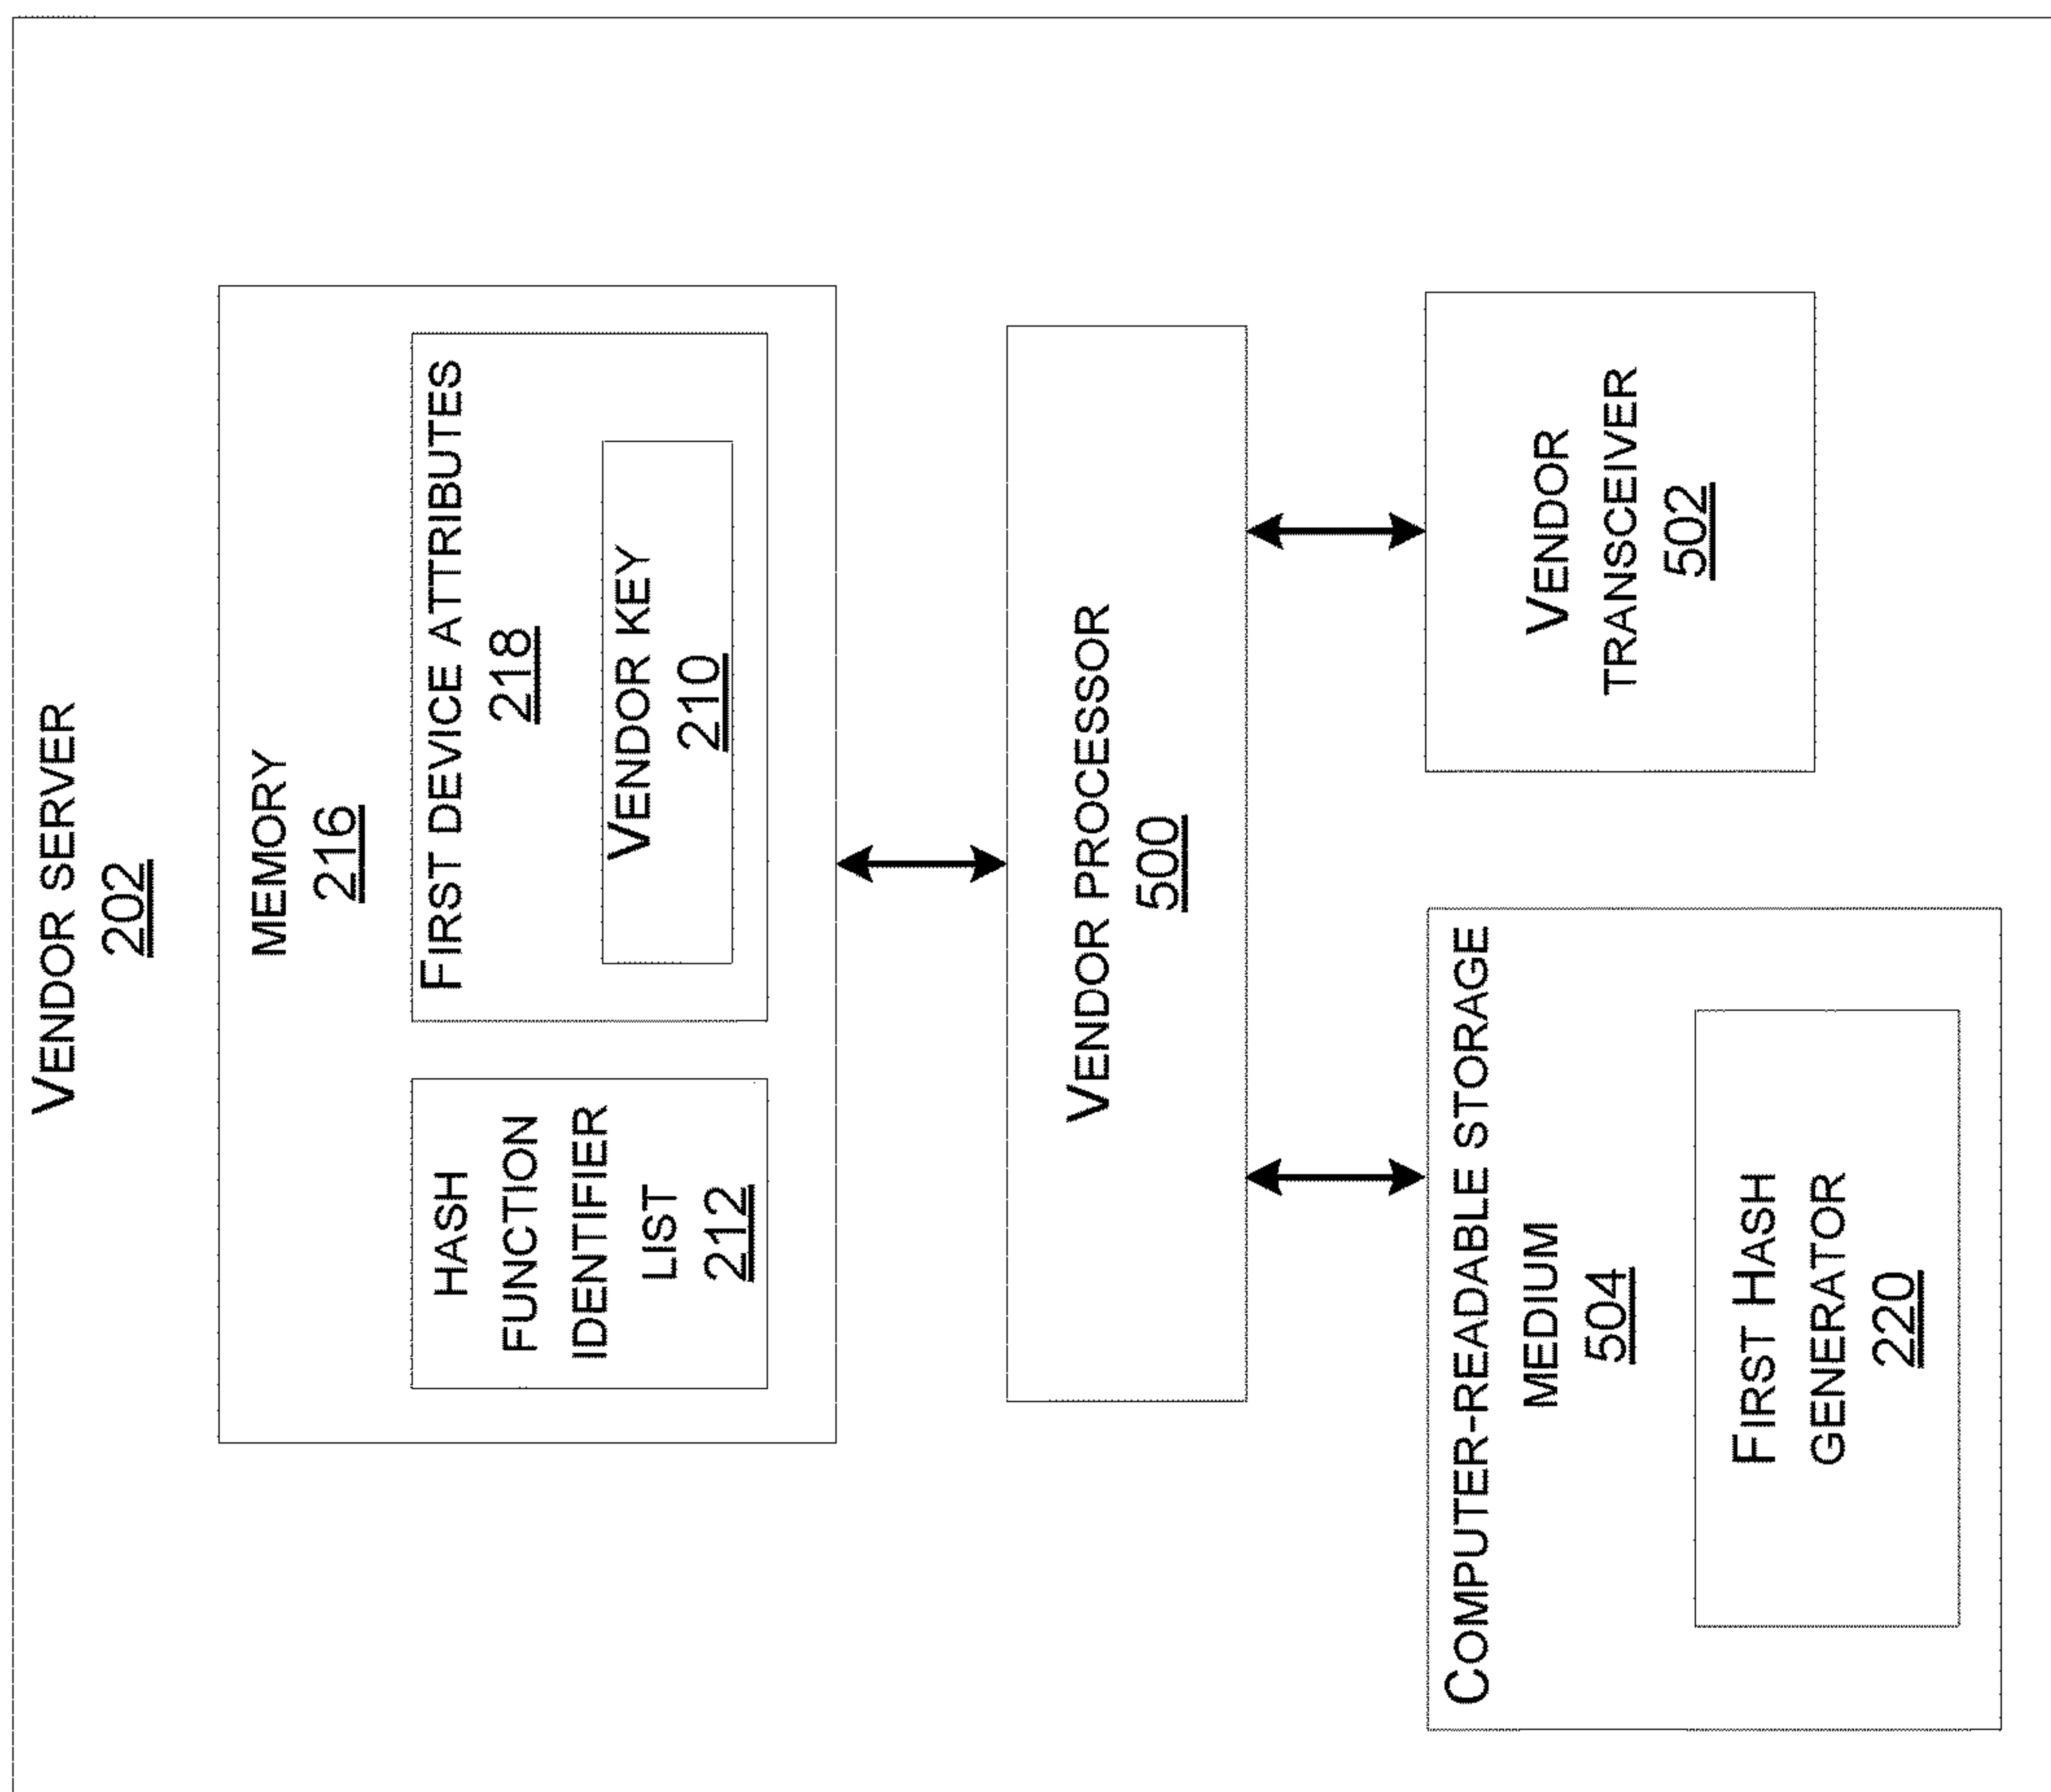 VENDOR SERVER
202
MEMORY
216
HASH
FUNCTION
IDENTIFIER
LIST
212
FIRST DEVICE ATTRIBUTES
218
VENDOR KEY
210
VENDOR PROCESSOR
500
COMPUTER-READABLE STORAGE
MEDIUM
504
FIRST HASH
GENERATOR
220
VENDOR
TRANSCEIVER
502